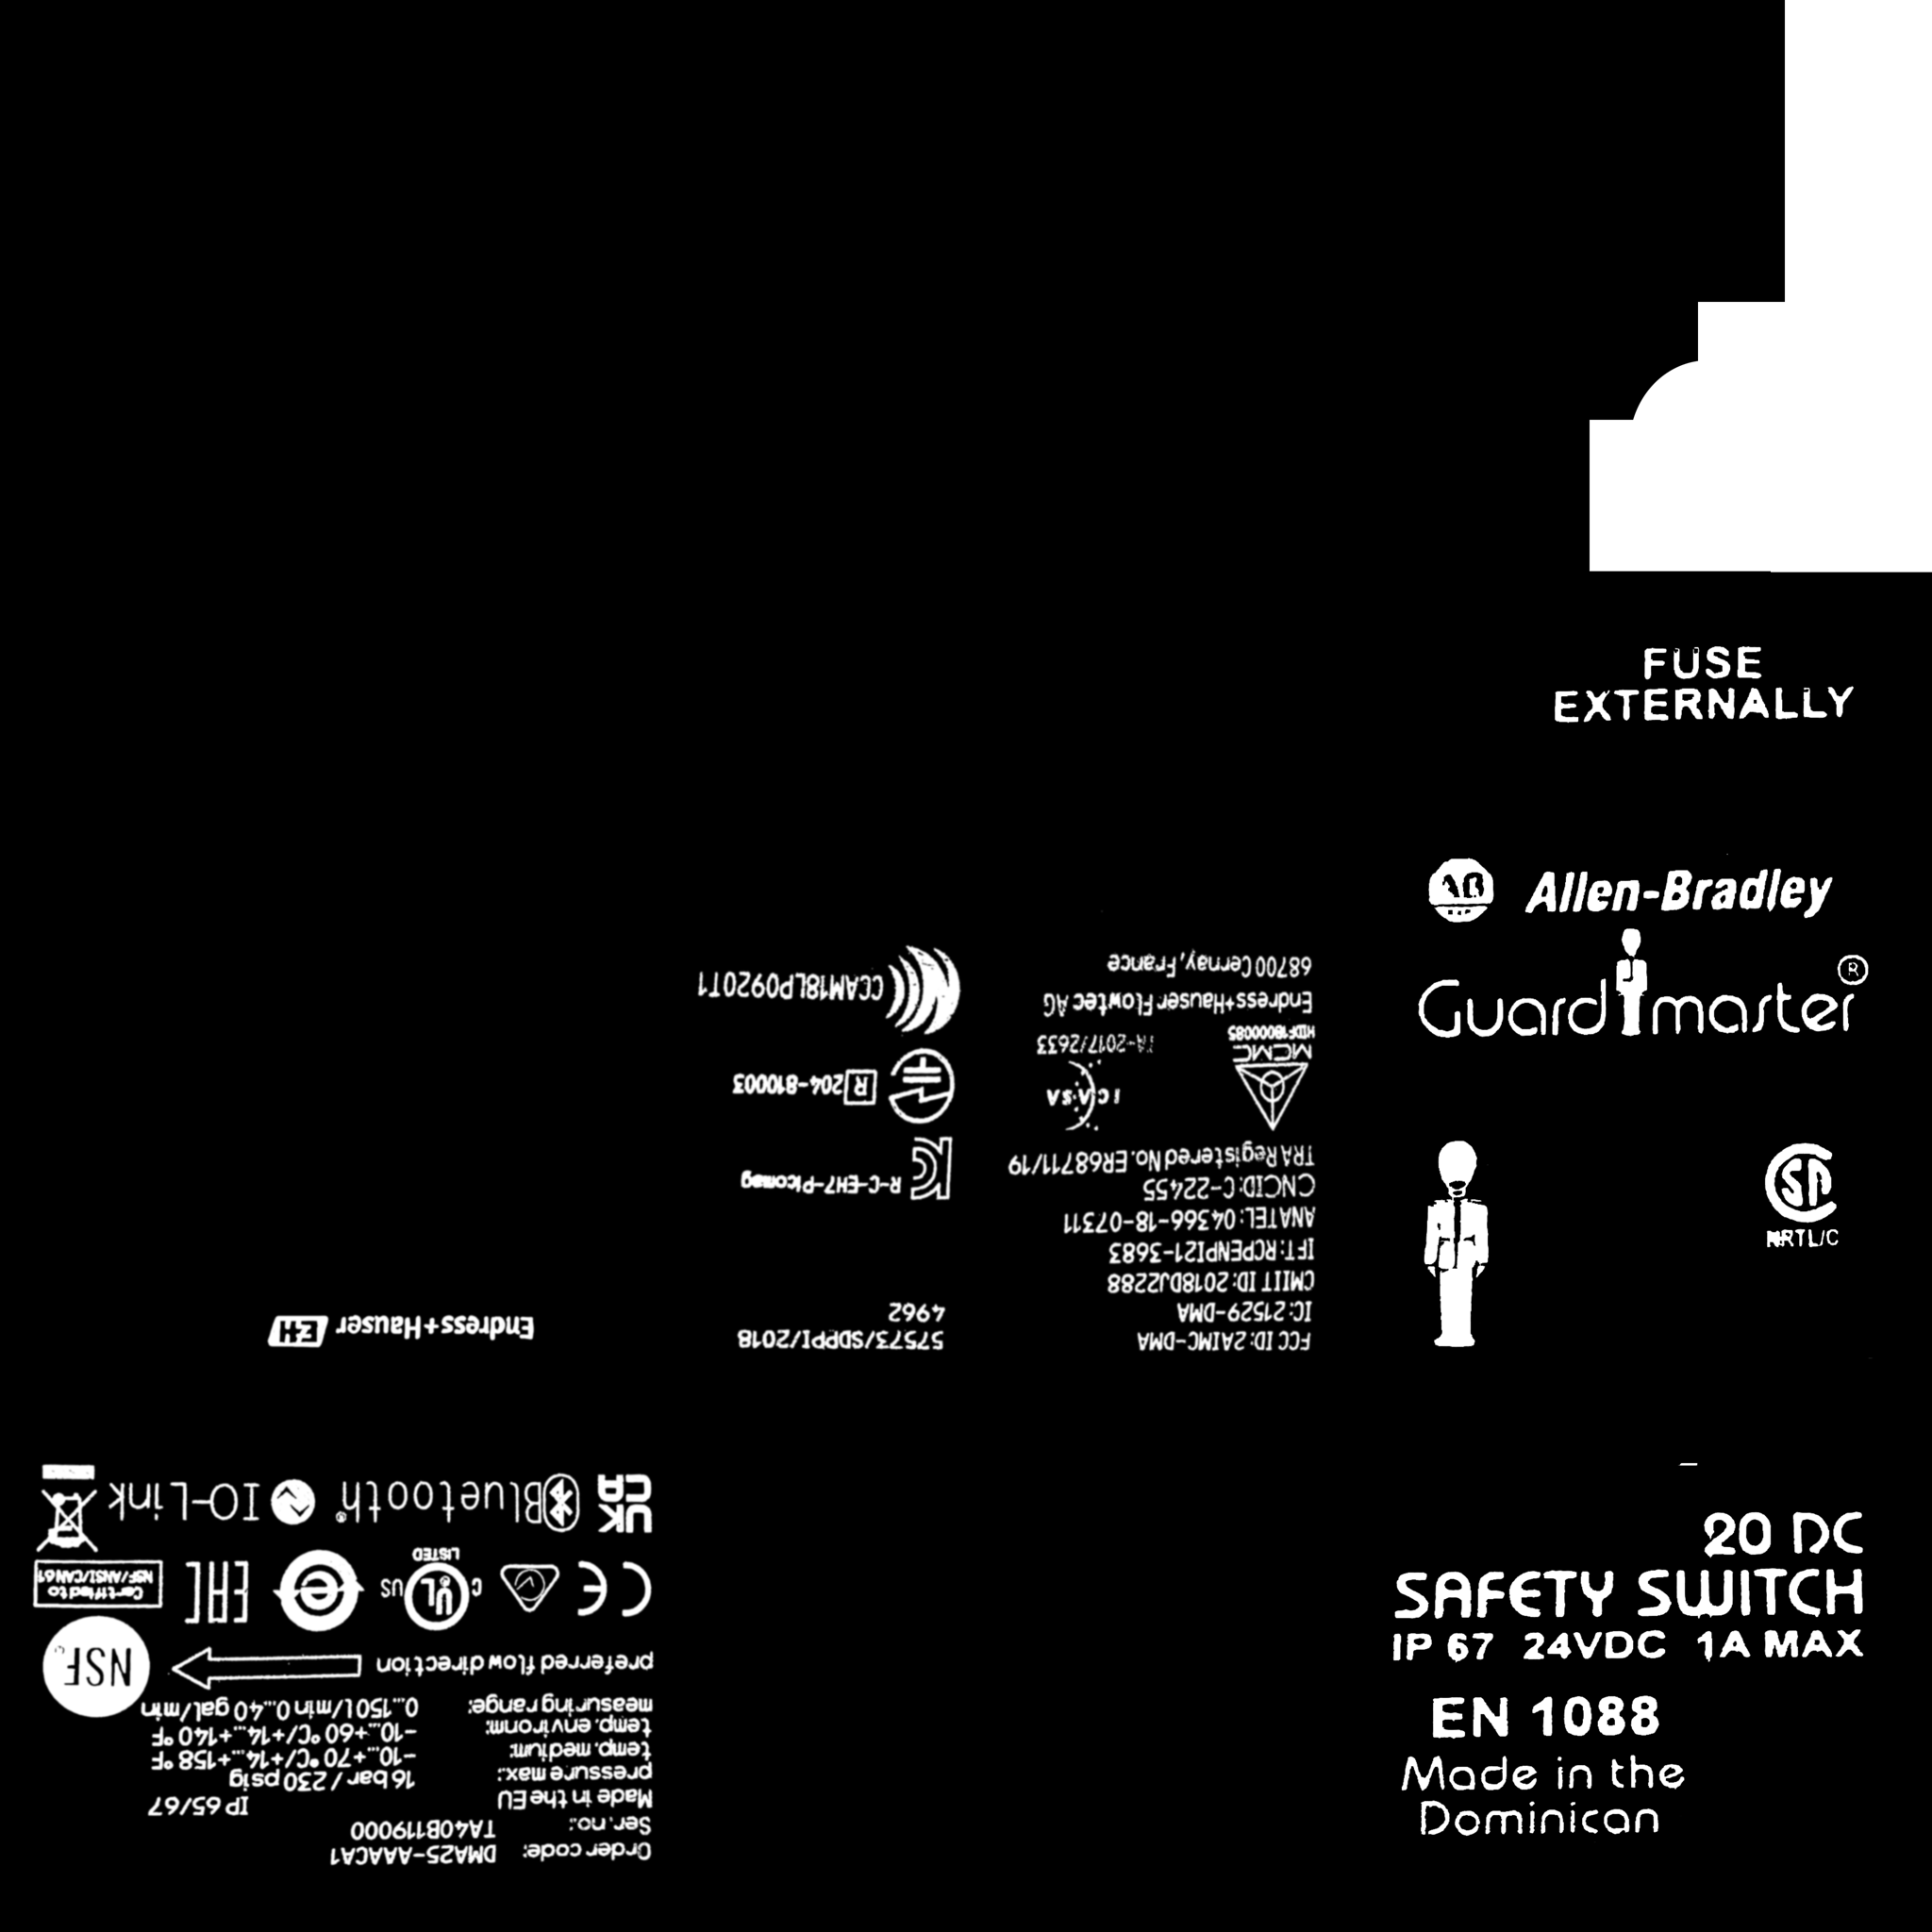 FUSE
EXTERNALLY
AB
Allen-Bradley
Guardmaster®
NRTL/C
20 DC
SAFETY SWITCH
IP 67 24VDC 1A MAX
EN 1088
Made in the
Dominican
Order code: DMA25-AAACA1
Ser. no.: TA40B119000
Made in the EU IP 65/67
pressure max.: 16 bar / 230 psig
temp. medium: -10...+70 °C/+14...+158 °F
temp. environm: -10...+60 °C/+14...+140 °F
measuring range: 0...150 l/min 0...40 gal/min
preferred flow direction
NSF
CE
C UL US
LISTED
EAC
Certified to
NSF/ANSI/CAN 61
UK
CA
Bluetooth®
IO-Link
Endress+Hauser
EH
57573/SDPPI/2018
4962
R-C-EH7-Picomag
R 204-810003
CCAM18LP0920T1
FCC ID: 2AIMC-DMA
IC: 21529-DMA
CMIIT ID: 2018DJ2288
IFT: RCPENPI21-3683
ANATEL: 04366-18-07311
CNCID: C-22455
TRA Registered No. ER68711/19
ICASA
TA-2017/2633
MCMC
HIDF18000085
Endress+Hauser Flowtec AG
68700 Cernay, France